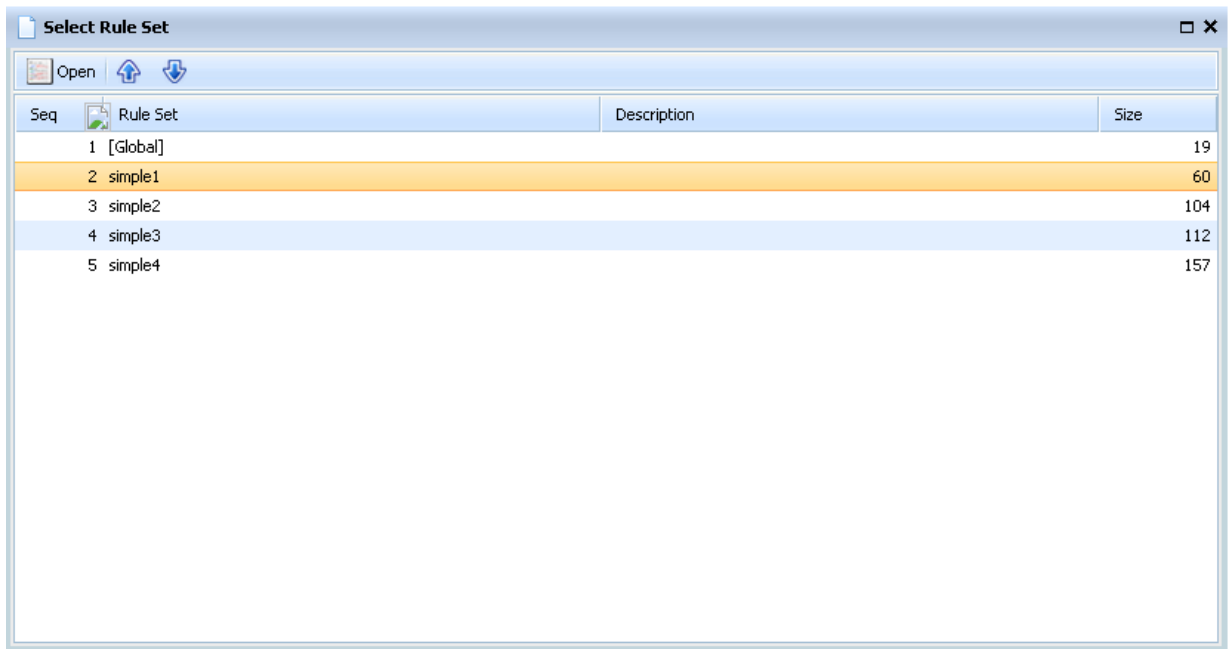 Select Rule Set
Open
Seq Rule Set Description Size
1 [Global] 19
2 simple1 60
3 simple2 104
4 simple3 112
5 simple4 157